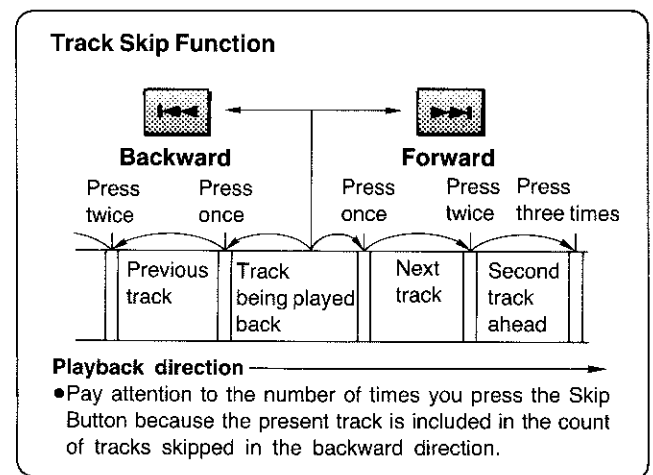 Track Skip Function
Backward Forward
Press twice
Press once
Press once
Press twice
Press three times
Previous track
Track being played back
Next track
Second track ahead
Playback direction
●Pay attention to the number of times you press the Skip
Button because the present track is included in the count
of tracks skipped in the backward direction.